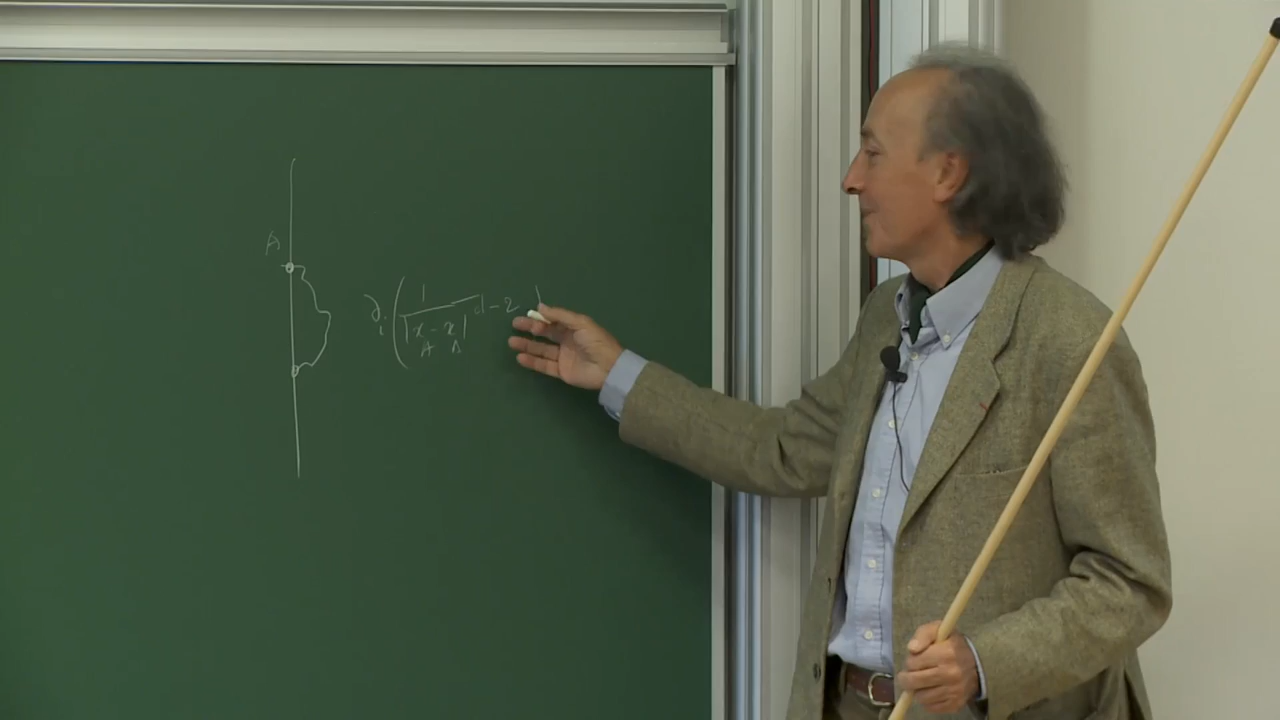 A
∂ᵢ ( 1 / |x_A − x_A|^{d−2} )